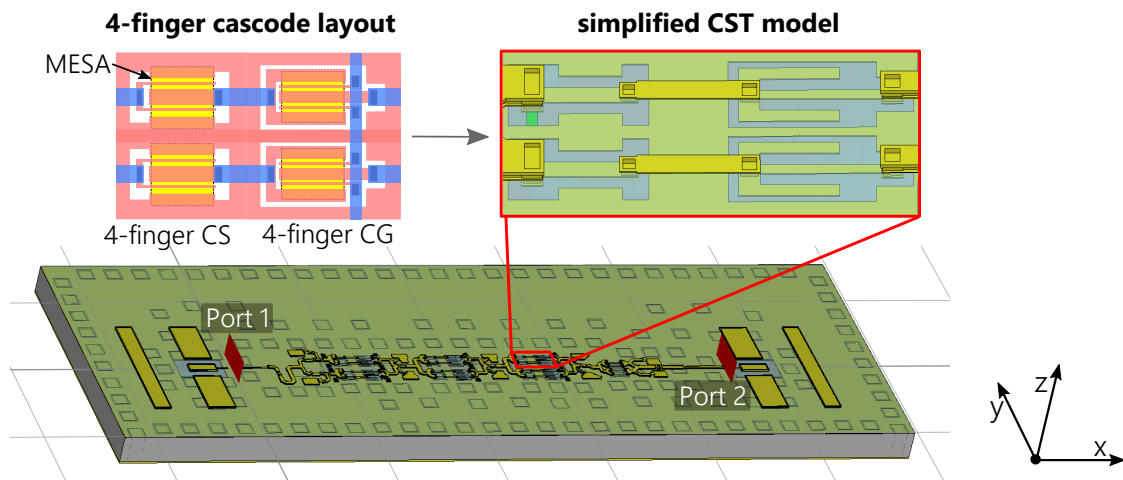 4-finger cascode layout
simplified CST model
MESA
4-finger CS
4-finger CG
Port 1
Port 2
y
z
x